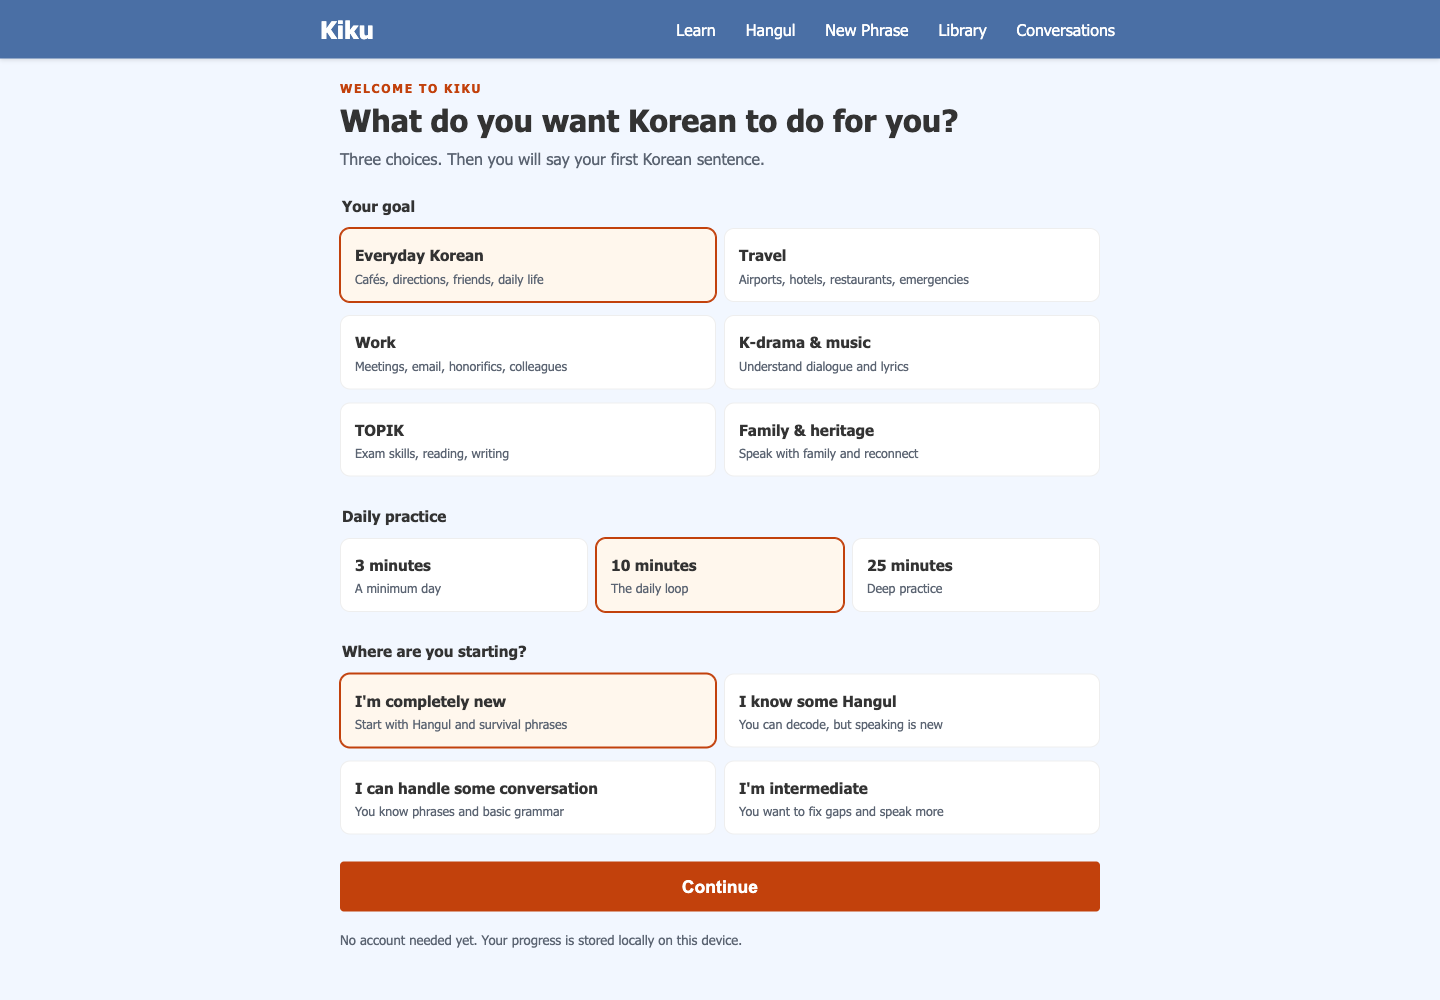 Kiku
Learn
Hangul
New Phrase
Library
Conversations
WELCOME TO KIKU
What do you want Korean to do for you?
Three choices. Then you will say your first Korean sentence.
Your goal
Everyday Korean
Cafés, directions, friends, daily life
Travel
Airports, hotels, restaurants, emergencies
Work
Meetings, email, honorifics, colleagues
K-drama & music
Understand dialogue and lyrics
TOPIK
Exam skills, reading, writing
Family & heritage
Speak with family and reconnect
Daily practice
3 minutes
A minimum day
10 minutes
The daily loop
25 minutes
Deep practice
Where are you starting?
I'm completely new
Start with Hangul and survival phrases
I know some Hangul
You can decode, but speaking is new
I can handle some conversation
You know phrases and basic grammar
I'm intermediate
You want to fix gaps and speak more
Continue
No account needed yet. Your progress is stored locally on this device.